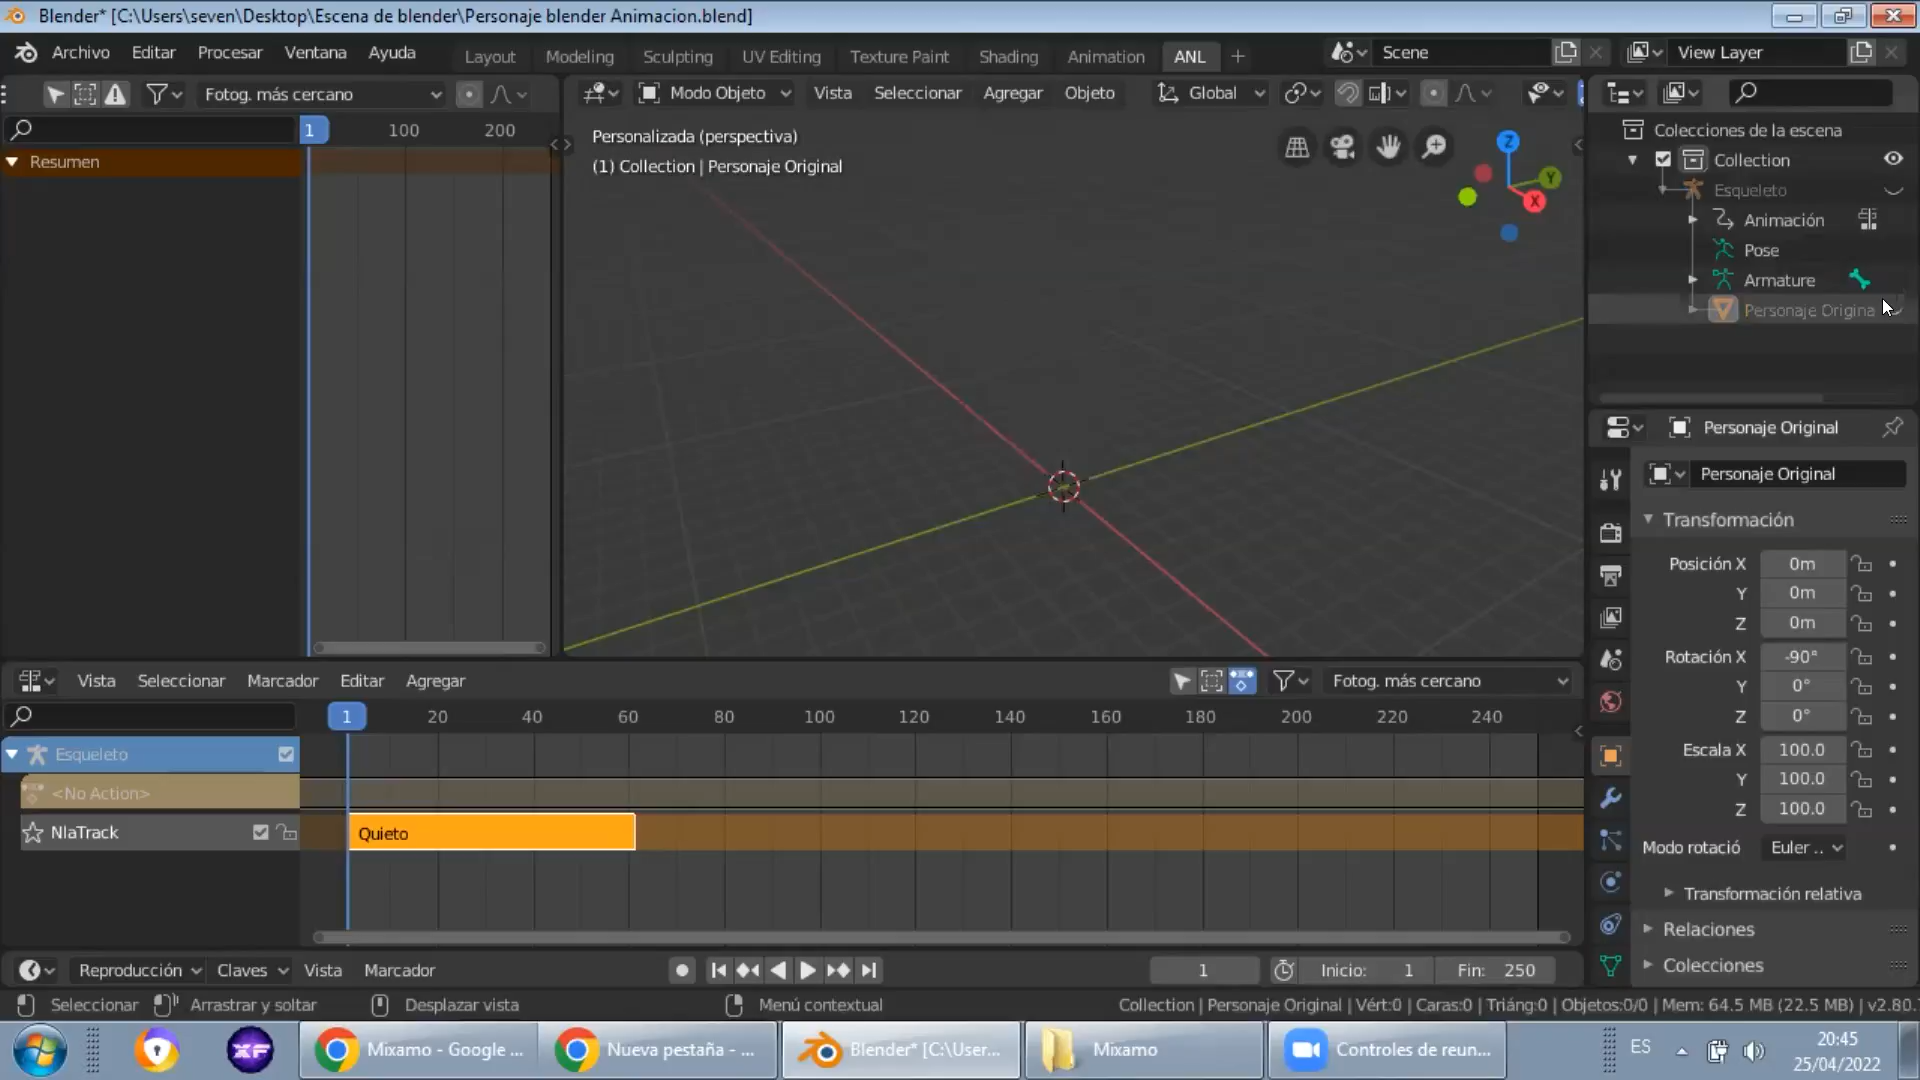 Blender* [C:\Users\seven\Desktop\Escena de blender\Personaje blender Animacion.blend]
Archivo Editar Procesar Ventana Ayuda Layout Modeling Sculpting UV Editing Texture Paint Shading Animation ANL + Scene View Layer
Fotog. más cercano Modo Objeto Vista Seleccionar Agregar Objeto Global
1 100 200
Resumen
Personalizada (perspectiva)
(1) Collection | Personaje Original
Z
Y
X
Colecciones de la escena
Collection
Esqueleto
Animación
Pose
Armature
Personaje Origina
Personaje Original
Personaje Original
Transformación
Posición X 0m
Y 0m
Z 0m
Rotación X -90°
Y 0°
Z 0°
Escala X 100.0
Y 100.0
Z 100.0
Modo rotació Euler ..
Transformación relativa
Relaciones
Colecciones
Vista Seleccionar Marcador Editar Agregar Fotog. más cercano
1 20 40 60 80 100 120 140 160 180 200 220 240
Esqueleto
<No Action>
NlaTrack
Quieto
Reproducción Claves Vista Marcador 1 Inicio: 1 Fin: 250
Seleccionar Arrastrar y soltar Desplazar vista Menú contextual Collection | Personaje Original | Vért:0 | Caras:0 | Triáng:0 | Objetos:0/0 | Mem: 64.5 MB (22.5 MB) | v2.80.
XF Mixamo - Google ... Nueva pestaña - ... Blender* [C:\User... Mixamo Controles de reun... ES 20:45
25/04/2022